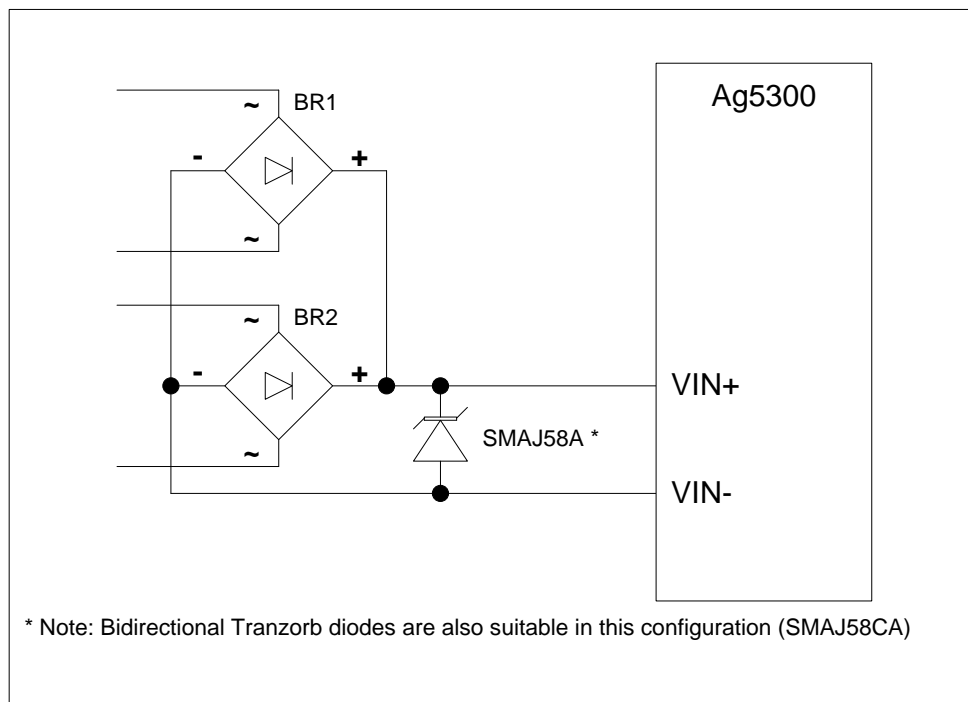 Ag5300
~ BR1
- +
~
~ BR2
- +
~
VIN+
SMAJ58A *
VIN-
* Note: Bidirectional Tranzorb diodes are also suitable in this configuration (SMAJ58CA)